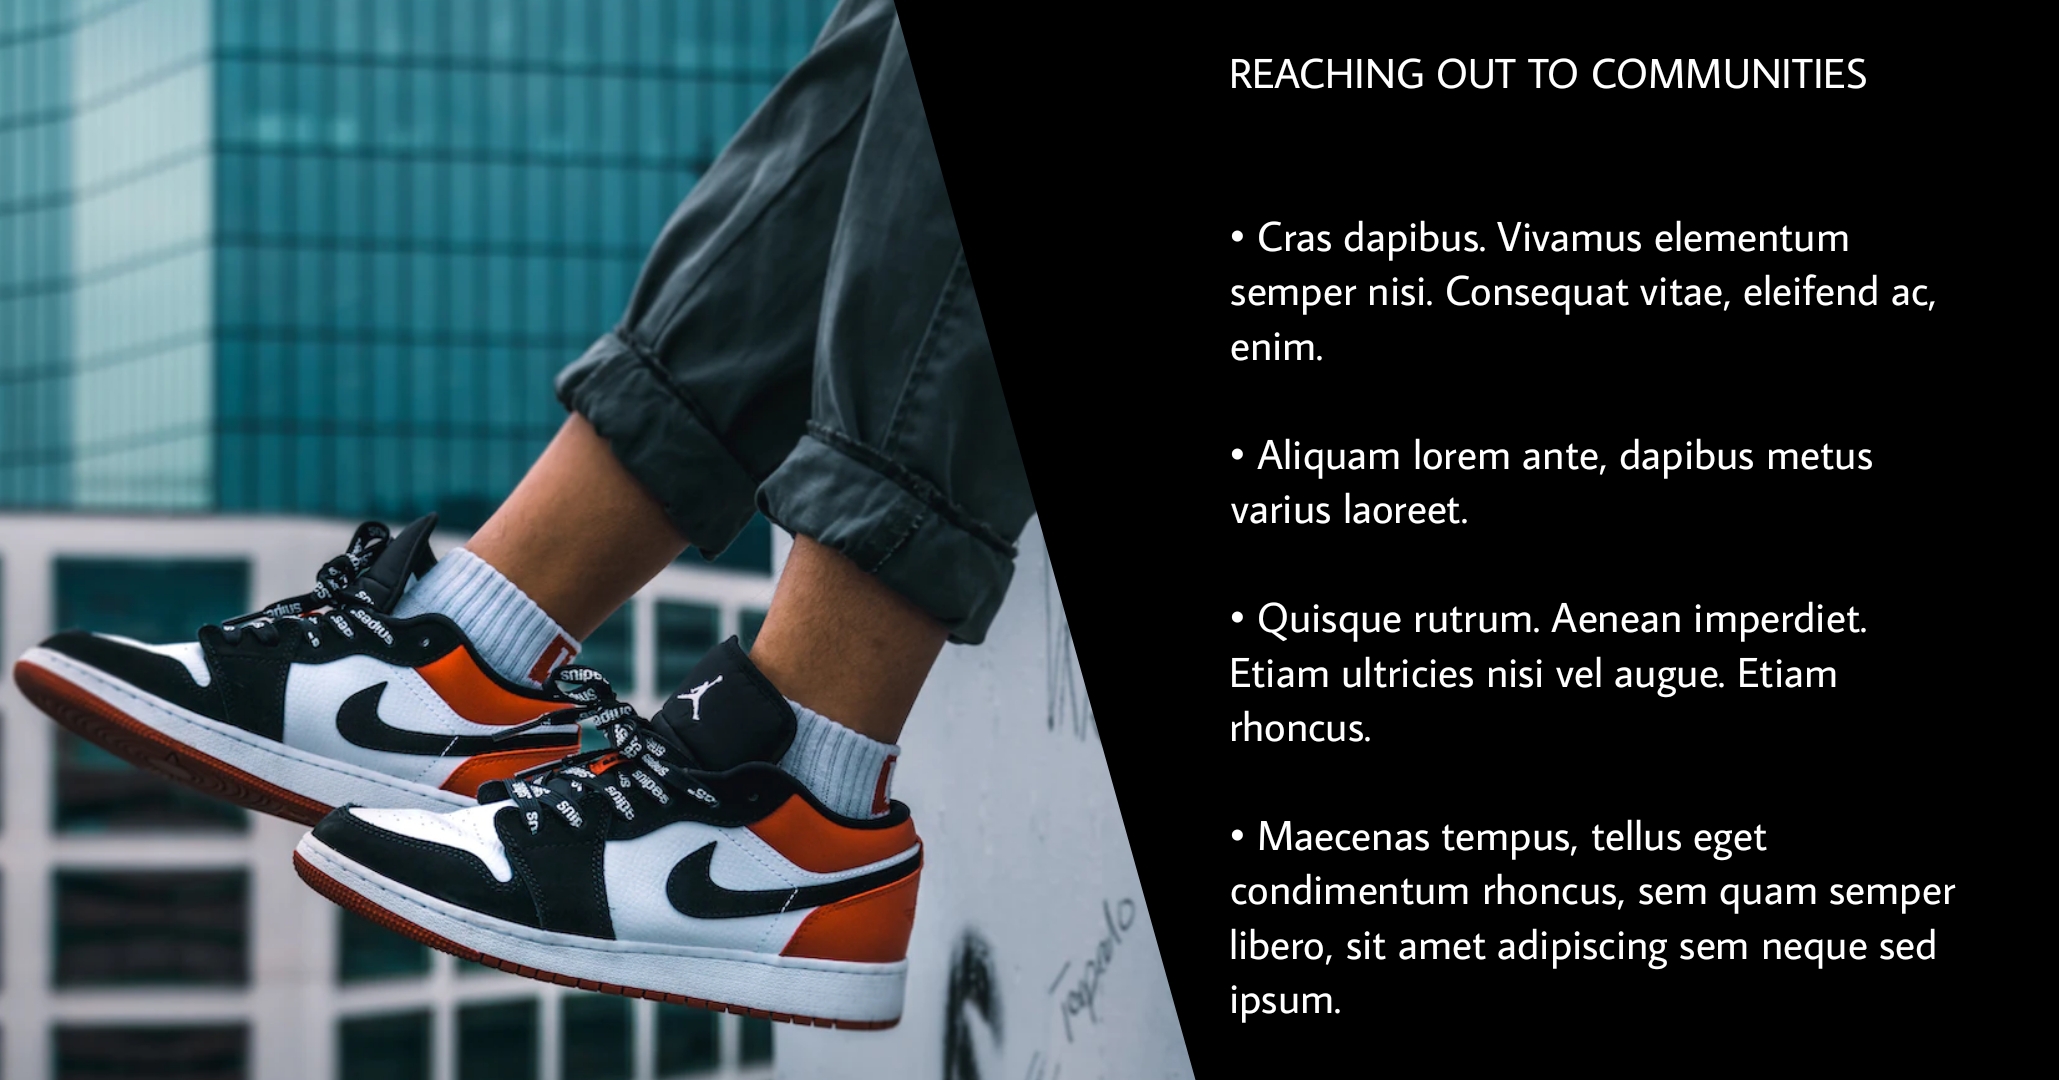 REACHING OUT TO COMMUNITIES
• Cras dapibus. Vivamus elementum
semper nisi. Consequat vitae, eleifend ac,
enim.
• Aliquam lorem ante, dapibus metus
varius laoreet.
• Quisque rutrum. Aenean imperdiet.
Etiam ultricies nisi vel augue. Etiam
rhoncus.
• Maecenas tempus, tellus eget
condimentum rhoncus, sem quam semper
libero, sit amet adipiscing sem neque sed
ipsum.